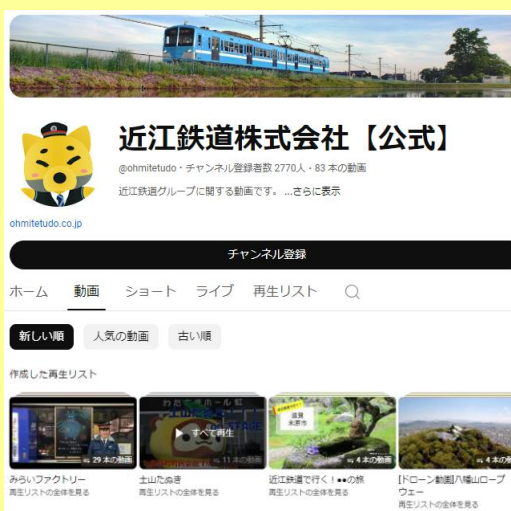 近江鉄道株式会社【公式】
@ohmitetudo・チャンネル登録者数 2770人・83 本の動画
近江鉄道グループに関する動画です。 ...さらに表示
ohmitetudo.co.jp
チャンネル登録
ホーム 動画 ショート ライブ 再生リスト
新しい順 人気の動画 古い順
作成した再生リスト
29 本の動画
すべて再生
11 本の動画
滋賀
米原市
4 本の動画
4 本の動
みらいファクトリー
再生リストの全体を見る
土山たぬき
再生リストの全体を見る
近江鉄道で行く！●●の旅
再生リストの全体を見る
[ドローン動画]八幡山ロープ
ウェー
再生リストの全体を見る